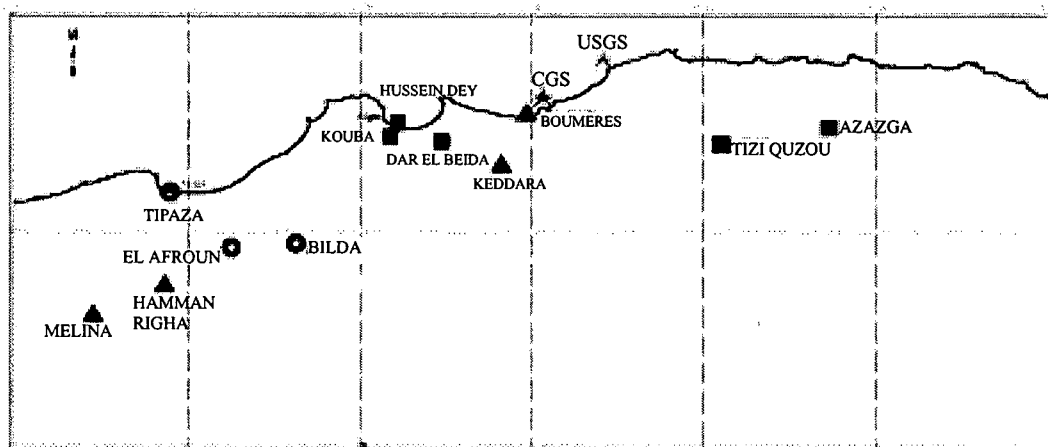 N
USGS
CGS
HUSSEIN DEY
BOUMERES
KOUBA
DAR EL BEIDA
KEDDARA
TIZI QUZOU
AZAZGA
TIPAZA
EL AFROUN
BILDA
HAMMAN
RIGHA
MELINA